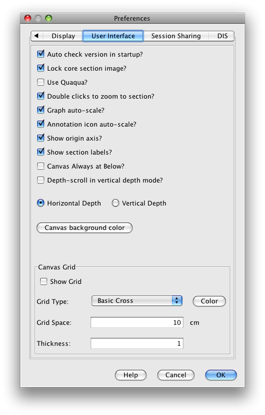 Preferences
Display User Interface Session Sharing DIS
Auto check version in startup?
Lock core section image?
Use Quaqua?
Double clicks to zoom to section?
Graph auto-scale?
Annotation icon auto-scale?
Show origin axis?
Show section labels?
Canvas Always at Below?
Depth-scroll in vertical depth mode?
Horizontal Depth Vertical Depth
Canvas background color
Canvas Grid
Show Grid
Grid Type: Basic Cross Color
Grid Space: 10 cm
Thickness: 1
Help Cancel OK